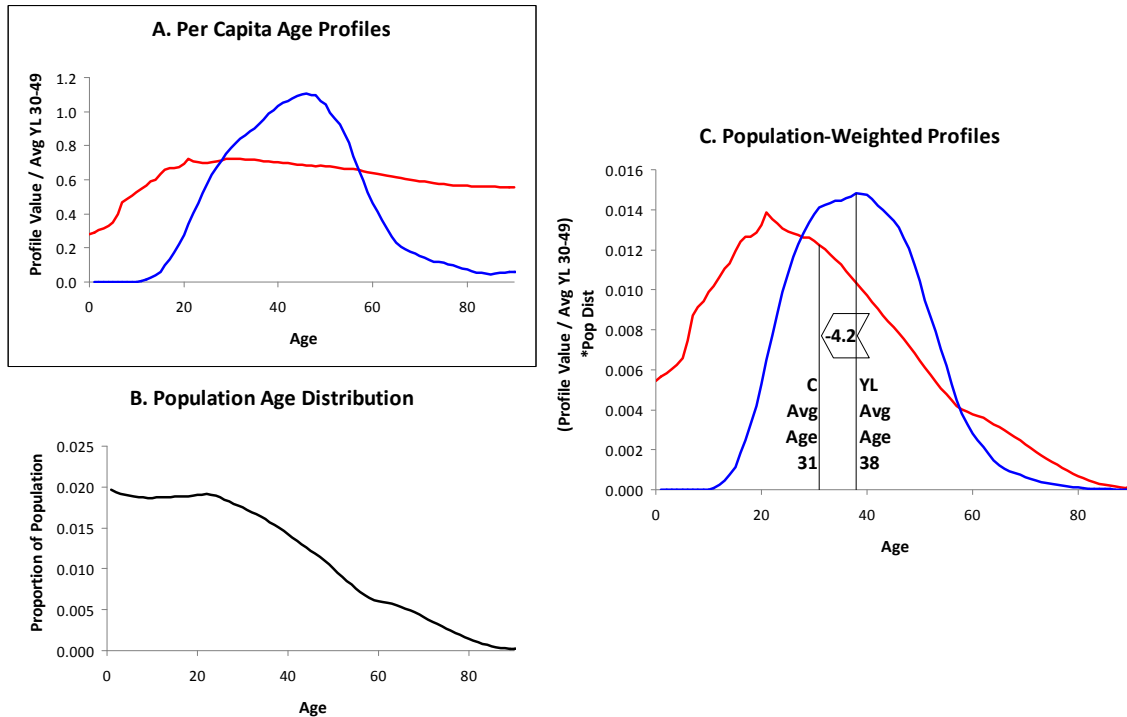 A. Per Capita Age Profiles
Profile Value / Avg YL 30-49
1.2
1.0
0.8
0.6
0.4
0.2
0.0
0 20 40 60 80
Age
B. Population Age Distribution
Proportion of Population
0.020
0.015
0.010
0.005
0.000
0 20 40 60 80
Age
C. Population-Weighted Profiles
(Profile Value / Avg YL 30-49)
*Pop Dist
0.016
0.014
0.012
0.010
0.008
0.006
0.004
0.002
0.000
-4.2
C YL
Avg Avg
Age Age
31 38
0 20 40 60 80
Age